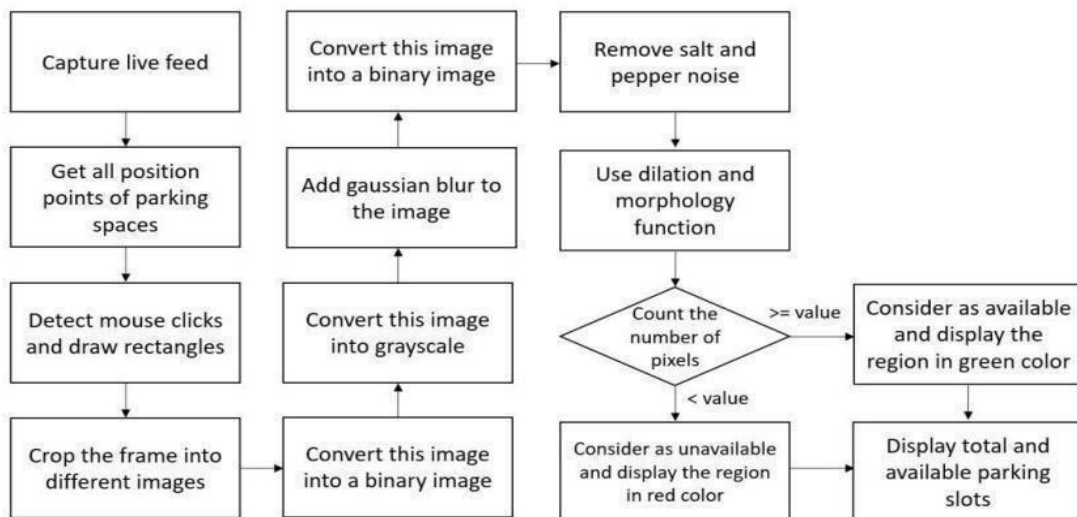 Capture live feed
Get all position
points of parking
spaces
Detect mouse clicks
and draw rectangles
Crop the frame into
different images
Convert this image
into a binary image
Convert this image
into grayscale
Add gaussian blur to
the image
Convert this image
into a binary image
Remove salt and
pepper noise
Use dilation and
morphology
function
Count the
number of
pixels
>= value
Consider as available
and display the
region in green color
< value
Consider as unavailable
and display the region
in red color
Display total and
available parking
slots